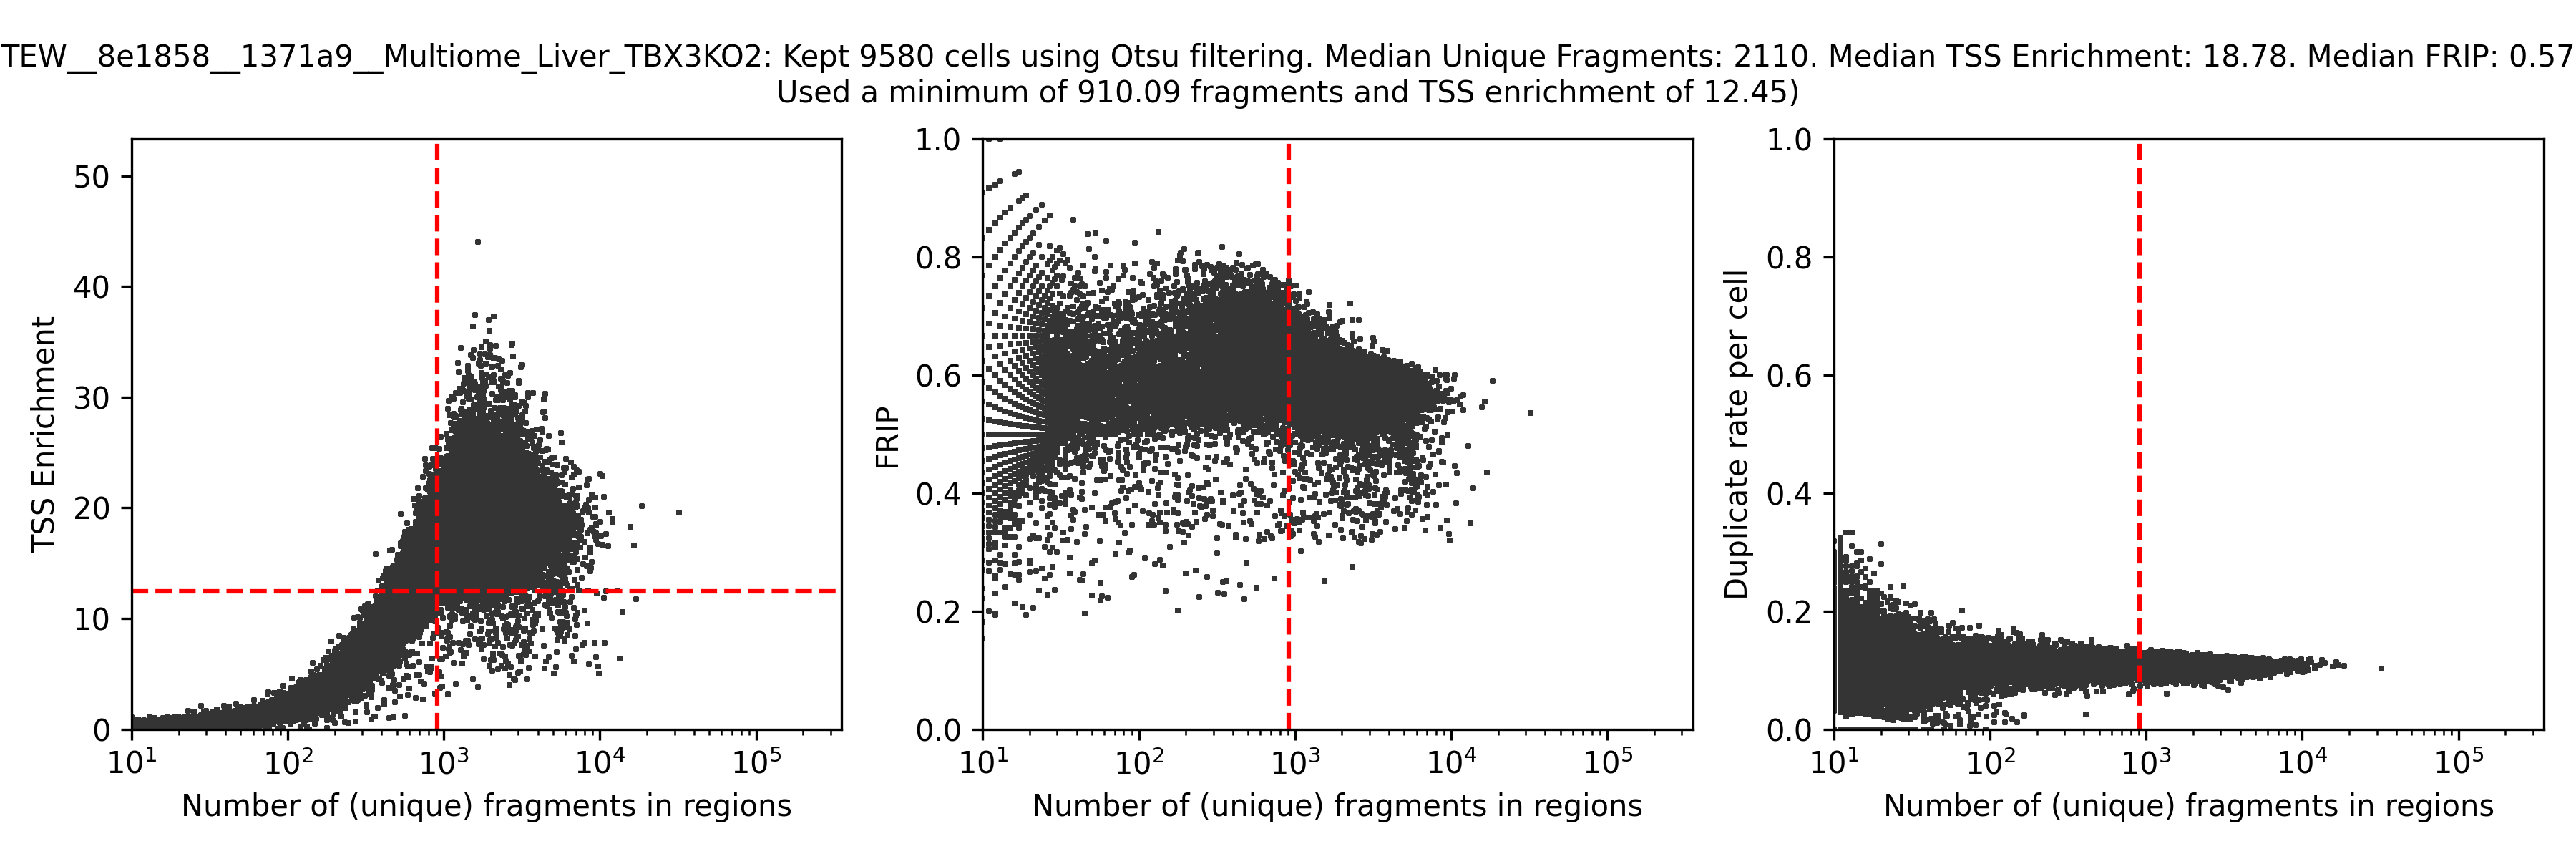 TEW__8e1858__1371a9__Multiome_Liver_TBX3KO2: Kept 9580 cells using Otsu filtering. Median Unique Fragments: 2110. Median TSS Enrichment: 18.78. Median FRIP: 0.57
Used a minimum of 910.09 fragments and TSS enrichment of 12.45)
TSS Enrichment
50
40
30
20
10
0
10¹ 10² 10³ 10⁴ 10⁵
Number of (unique) fragments in regions
FRIP
1.0
0.8
0.6
0.4
0.2
0.0
10¹ 10² 10³ 10⁴ 10⁵
Number of (unique) fragments in regions
Duplicate rate per cell
1.0
0.8
0.6
0.4
0.2
0.0
10¹ 10² 10³ 10⁴ 10⁵
Number of (unique) fragments in regions